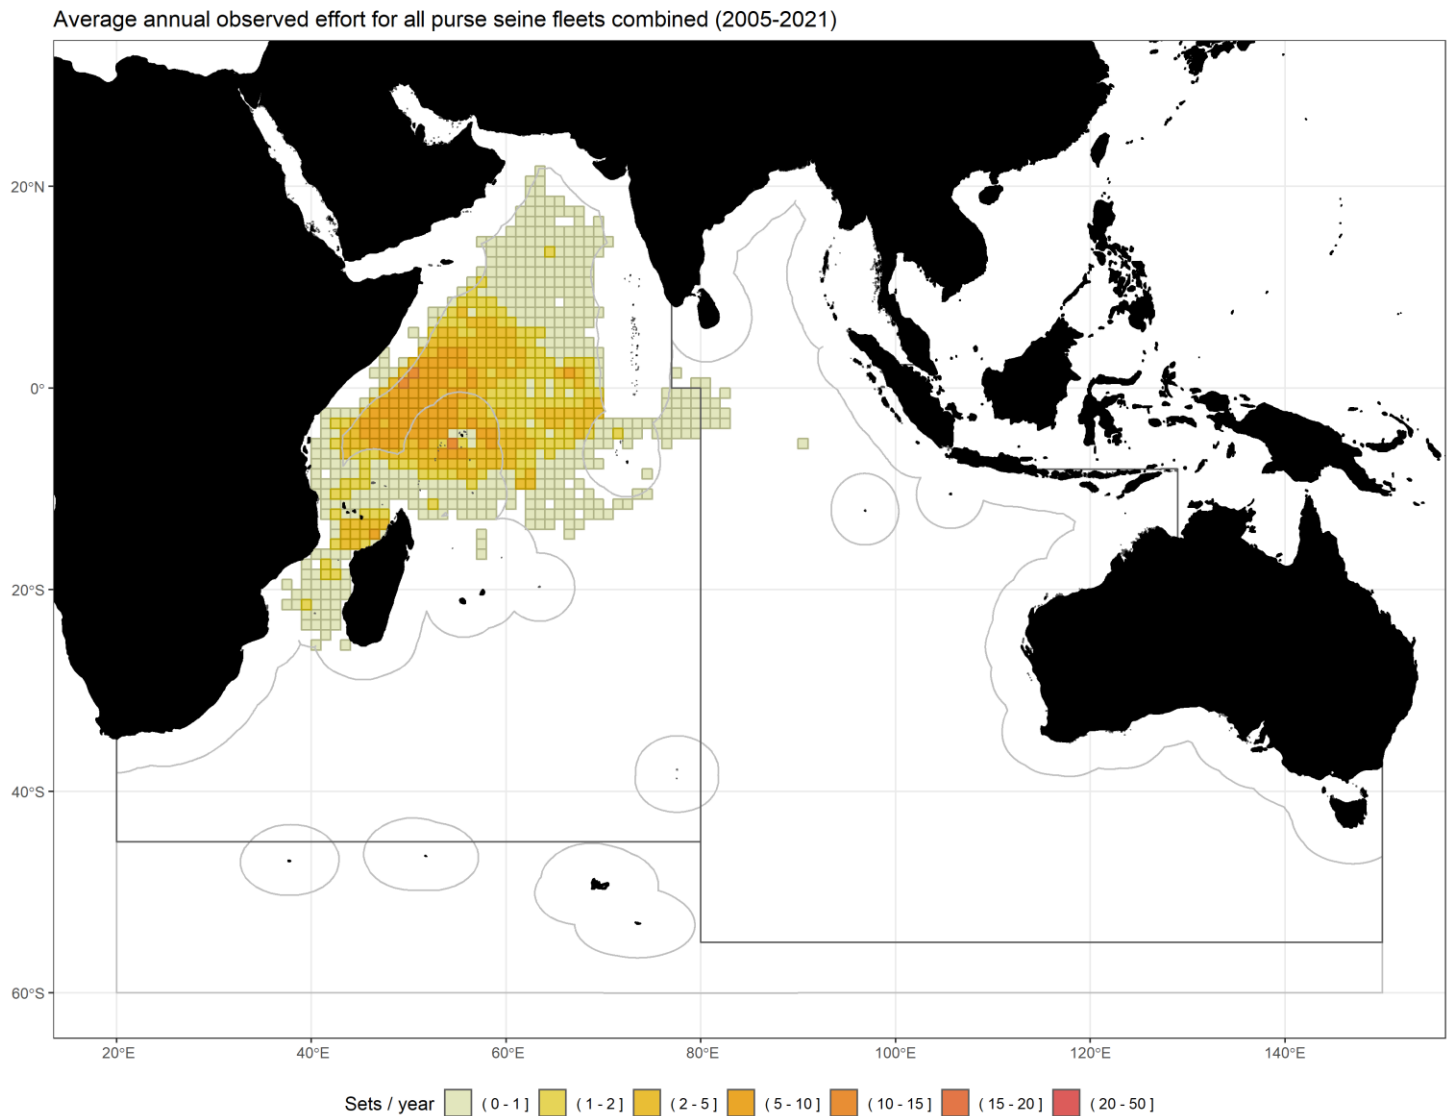 Average annual observed effort for all purse seine fleets combined (2005-2021)
20°N
0°
20°S
40°S
60°S
20°E 40°E 60°E 80°E 100°E 120°E 140°E
Sets / year ( 0 - 1 ] ( 1 - 2 ] ( 2 - 5 ] ( 5 - 10 ] ( 10 - 15 ] ( 15 - 20 ] ( 20 - 50 ]